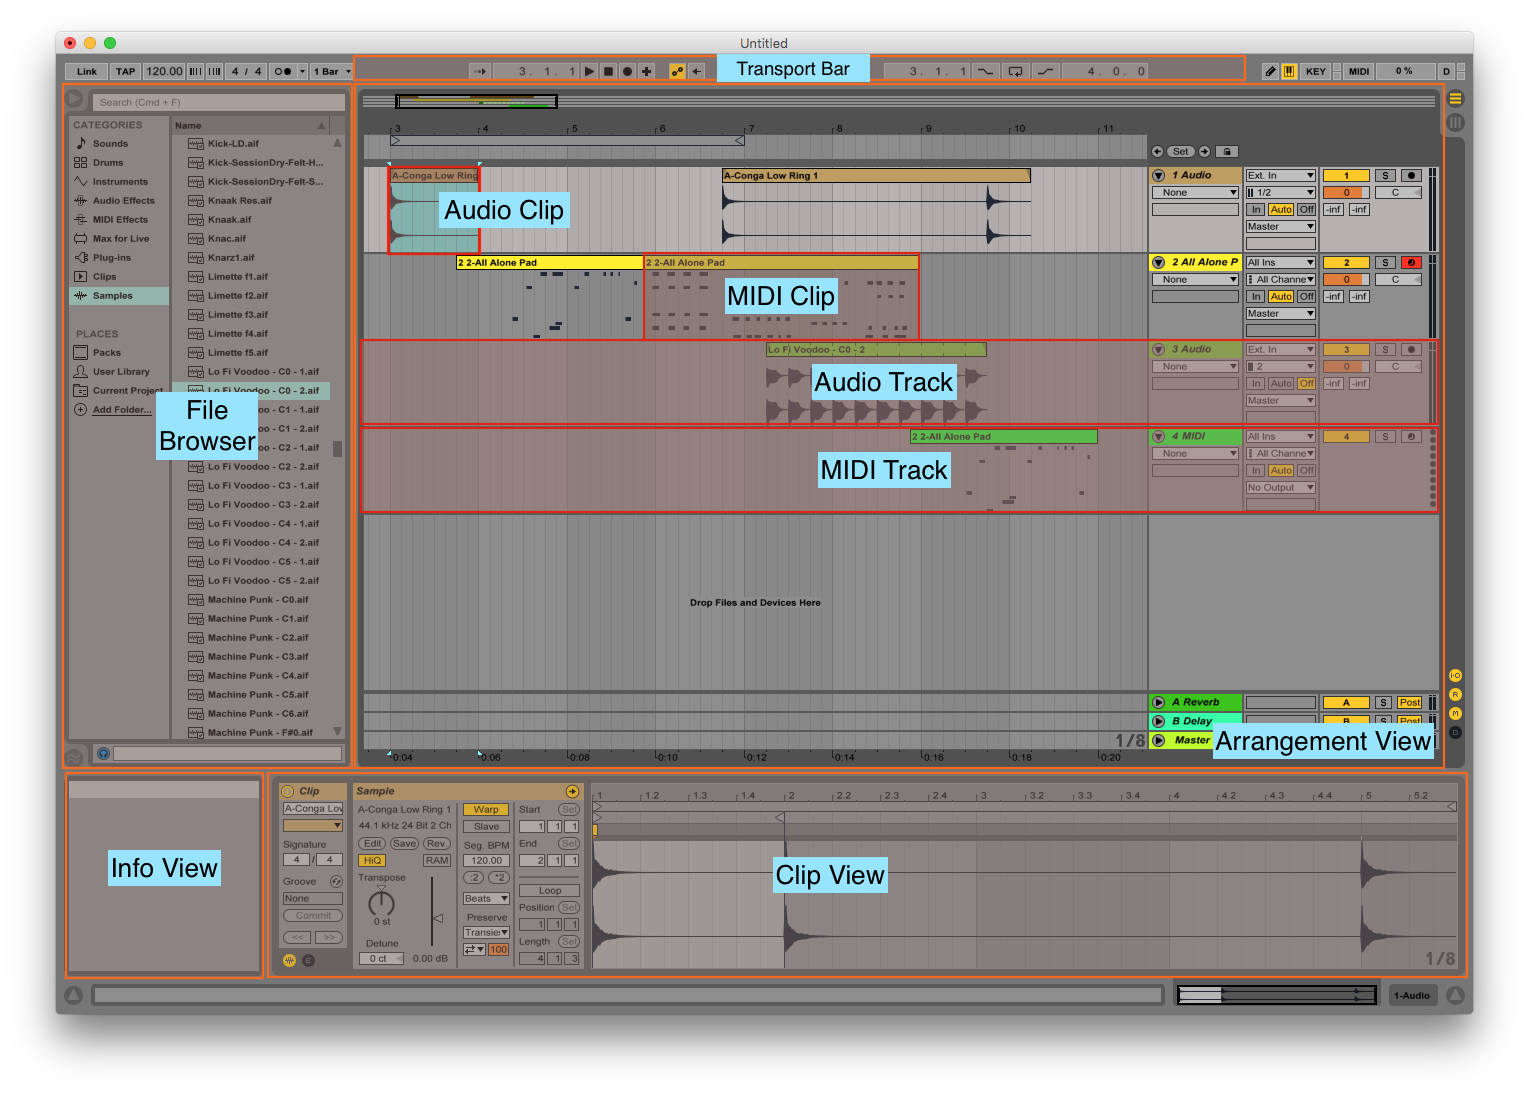 Untitled
Link TAP 120.00 4 / 4 1 Bar 3. 1. 1 Transport Bar 3. 1. 1 4. 0. 0 KEY MIDI 0 % D
Search (Cmd + F)
CATEGORIES
Sounds
Drums
Instruments
Audio Effects
MIDI Effects
Max for Live
Plug-ins
Clips
Samples
PLACES
Packs
User Library
Current Project
Add Folder...
Name
Kick-LD.aif
Kick-SessionDry-Felt-H...
Kick-SessionDry-Felt-S...
Knaak Res.aif
Knaak.aif
Knac.aif
Knarz1.aif
Limette f1.aif
Limette f2.aif
Limette f3.aif
Limette f4.aif
Limette f5.aif
Lo Fi Voodoo - C0 - 1.aif
Lo Fi Voodoo - C0 - 2.aif
- C1 - 1.aif
- C1 - 2.aif
- C2 - 1.aif
Lo Fi Voodoo - C2 - 2.aif
Lo Fi Voodoo - C3 - 1.aif
Lo Fi Voodoo - C3 - 2.aif
Lo Fi Voodoo - C4 - 1.aif
Lo Fi Voodoo - C4 - 2.aif
Lo Fi Voodoo - C5 - 1.aif
Lo Fi Voodoo - C5 - 2.aif
Machine Punk - C0.aif
Machine Punk - C1.aif
Machine Punk - C2.aif
Machine Punk - C3.aif
Machine Punk - C4.aif
Machine Punk - C5.aif
Machine Punk - C6.aif
Machine Punk - F#0.aif
File
Browser
3 4 5 6 7 8 9 10 11
Set
A-Conga Low Ring
A-Conga Low Ring 1
Audio Clip
1 Audio Ext. In 1 S
None 1/2 0 C
In Auto Off -inf -inf
Master
2 2-All Alone Pad
2 2-All Alone Pad
MIDI Clip
2 All Alone P All Ins 2 S
None All Channe 0 C
In Auto Off -inf -inf
Master
Lo Fi Voodoo - C0 - 2
Audio Track
3 Audio Ext. In 3 S
None 2 0 C
In Auto Off -inf -inf
Master
2 2-All Alone Pad
MIDI Track
4 MIDI All Ins 4 S
None All Channe
In Auto Off
No Output
Drop Files and Devices Here
A Reverb A S Post
B Delay B S Post
1/8 Master
Arrangement View
0:04 0:06 0:10 0:12 0:14 0:16 0:18 0:20
I·O
R
M
D
Info View
Clip
A-Conga Low
Signature
4 / 4
Groove
None
Commit
<< >>
E
Sample
A-Conga Low Ring 1
44.1 kHz 24 Bit 2 Ch
Edit Save Rev.
HiQ RAM
Transpose
0 st
Detune
0 ct 0.00 dB
Warp
Slave
Seg. BPM
120.00
:2 *2
Beats
Preserve
Transien
100
Start Set
1 1 1
End Set
2 1 1
Loop
Position Set
1 1 1
Length Set
4 1 3
1 1.2 1.3 1.4 2 2.2 2.3 2.4 3 3.2 3.3 3.4 4 4.2 4.3 4.4 5 5.2
Clip View
1/8
1-Audio